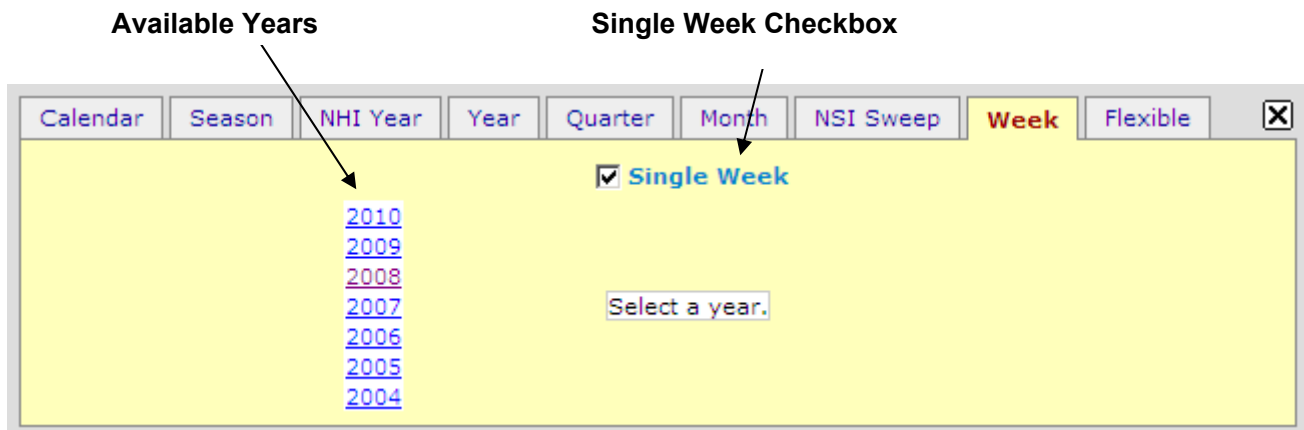 Available Years Single Week Checkbox
Calendar Season NHI Year Year Quarter Month NSI Sweep Week Flexible
Single Week
2010
2009
2008
2007 Select a year.
2006
2005
2004